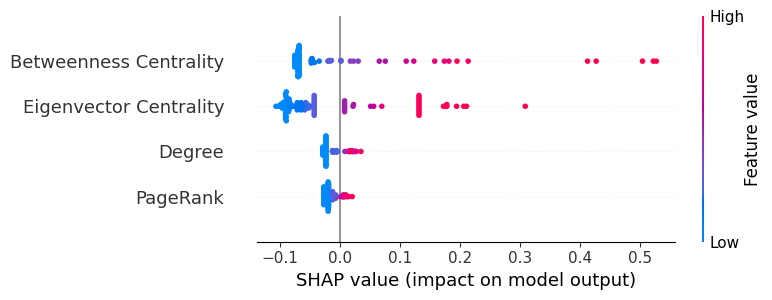 High
Betweenness Centrality
Eigenvector Centrality
Degree
PageRank
Feature value
Low
−0.1 0.0 0.1 0.2 0.3 0.4 0.5
SHAP value (impact on model output)